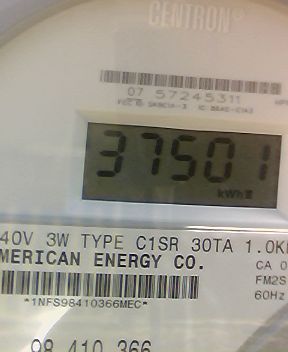 CENTRON®
07 57245311
37501
kWh
40V 3W TYPE C1SR 30TA 1.0K
MERICAN ENERGY CO.
CA 0
FM2S
*1NFS98410366MEC*
60Hz
98 410 366